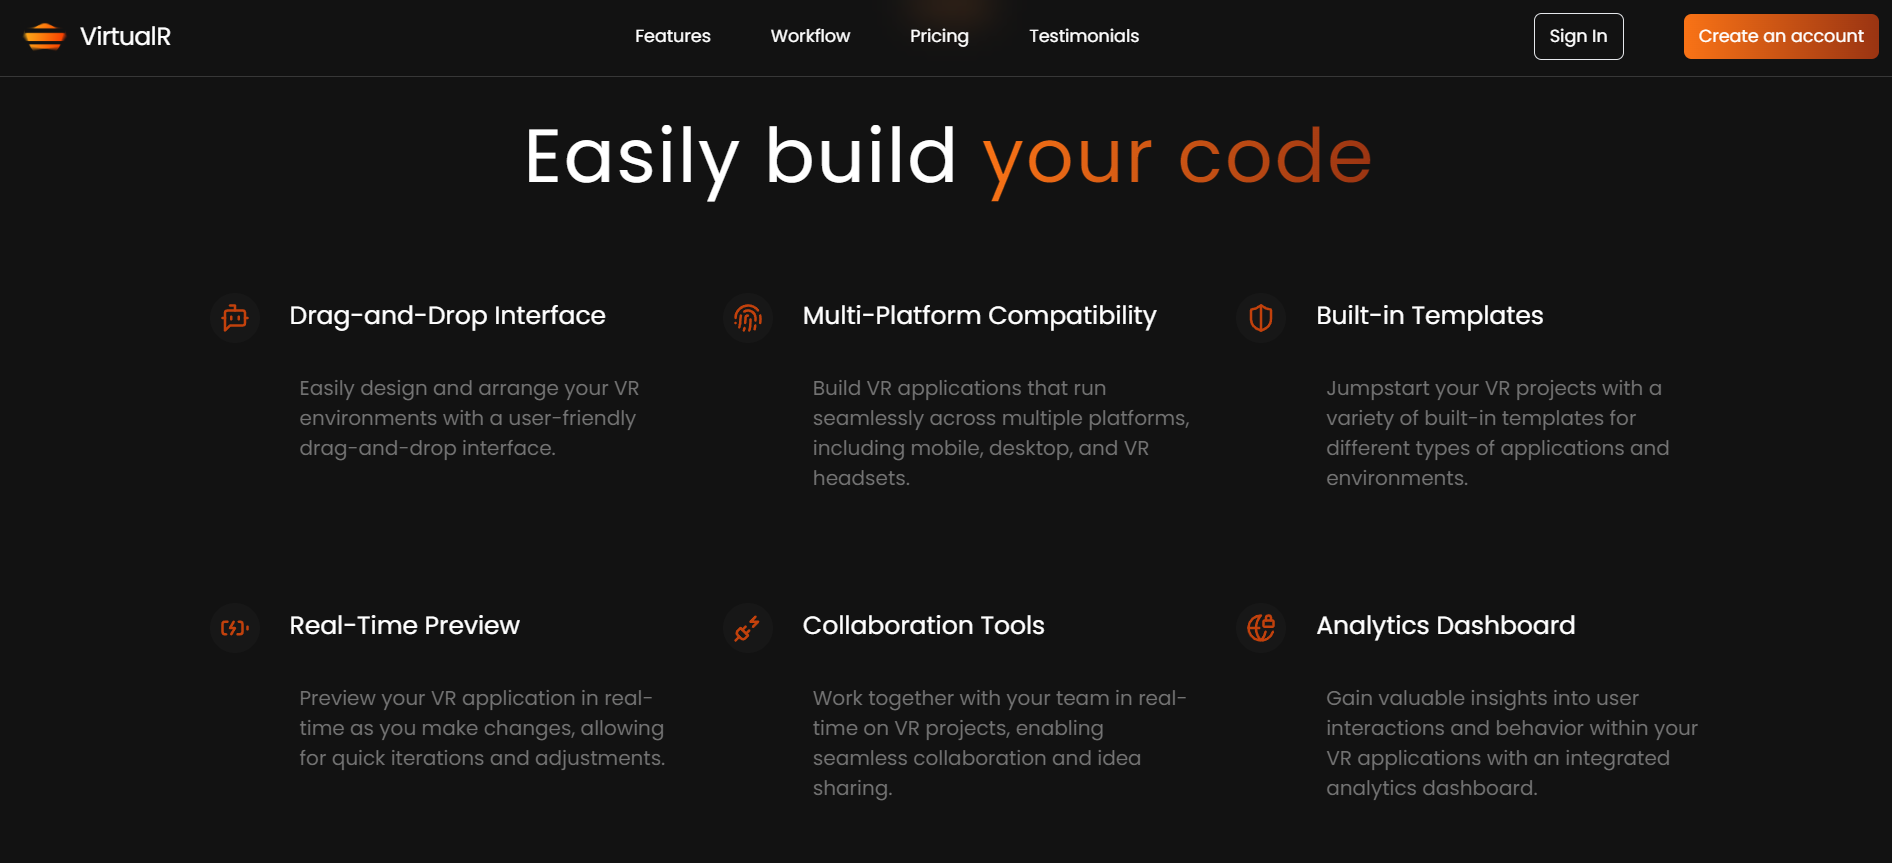 VirtualR
Features
Workflow
Pricing
Testimonials
Sign In
Create an account
Easily build your code
Drag-and-Drop Interface
Easily design and arrange your VR
environments with a user-friendly
drag-and-drop interface.
Multi-Platform Compatibility
Build VR applications that run
seamlessly across multiple platforms,
including mobile, desktop, and VR
headsets.
Built-in Templates
Jumpstart your VR projects with a
variety of built-in templates for
different types of applications and
environments.
Real-Time Preview
Preview your VR application in real-
time as you make changes, allowing
for quick iterations and adjustments.
Collaboration Tools
Work together with your team in real-
time on VR projects, enabling
seamless collaboration and idea
sharing.
Analytics Dashboard
Gain valuable insights into user
interactions and behavior within your
VR applications with an integrated
analytics dashboard.